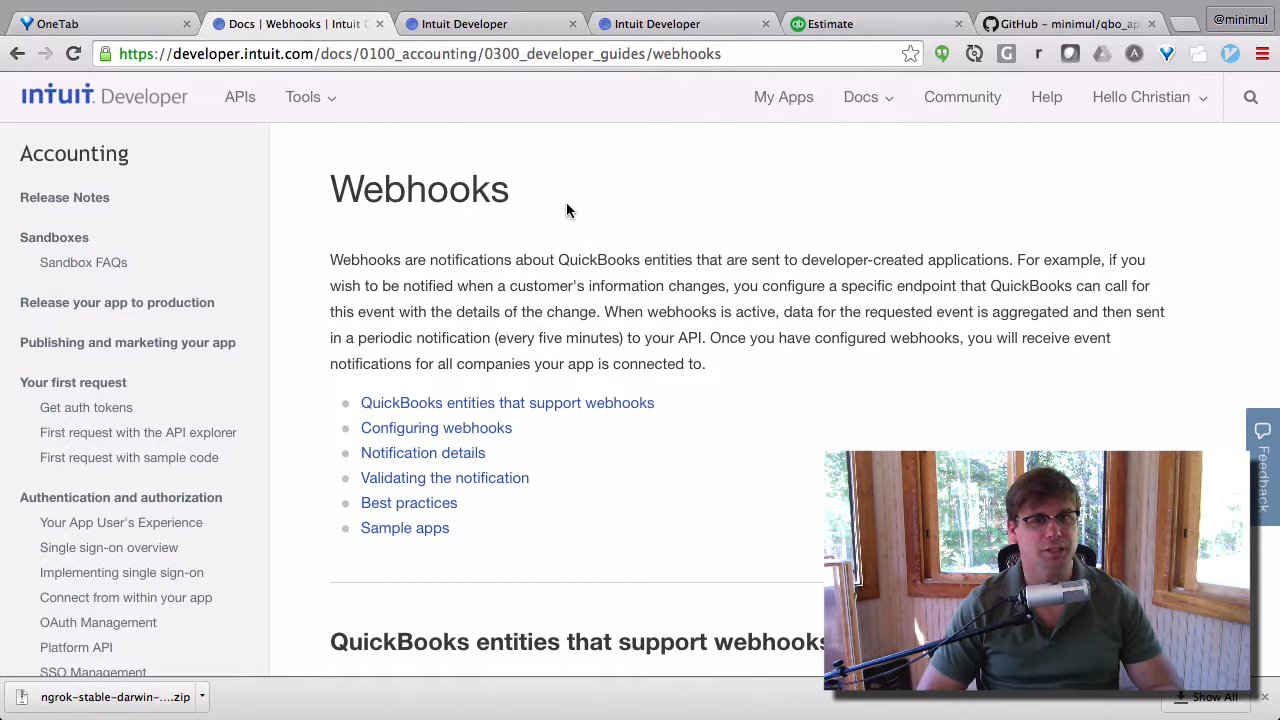 OneTab
Docs | Webhooks | Intuit D
Intuit Developer
Intuit Developer
Estimate
GitHub - minimul/qbo_ap
@minimul
https://developer.intuit.com/docs/0100_accounting/0300_developer_guides/webhooks
intuit Developer
APIs
Tools
My Apps
Docs
Community
Help
Hello Christian
Accounting
Release Notes
Sandboxes
Sandbox FAQs
Release your app to production
Publishing and marketing your app
Your first request
Get auth tokens
First request with the API explorer
First request with sample code
Authentication and authorization
Your App User's Experience
Single sign-on overview
Implementing single sign-on
Connect from within your app
OAuth Management
Platform API
SSO Management
Webhooks
Webhooks are notifications about QuickBooks entities that are sent to developer-created applications. For example, if you
wish to be notified when a customer's information changes, you configure a specific endpoint that QuickBooks can call for
this event with the details of the change. When webhooks is active, data for the requested event is aggregated and then sent
in a periodic notification (every five minutes) to your API. Once you have configured webhooks, you will receive event
notifications for all companies your app is connected to.
QuickBooks entities that support webhooks
Configuring webhooks
Notification details
Validating the notification
Best practices
Sample apps
QuickBooks entities that support webhooks
Feedback
ngrok-stable-darwin-....zip
Show All